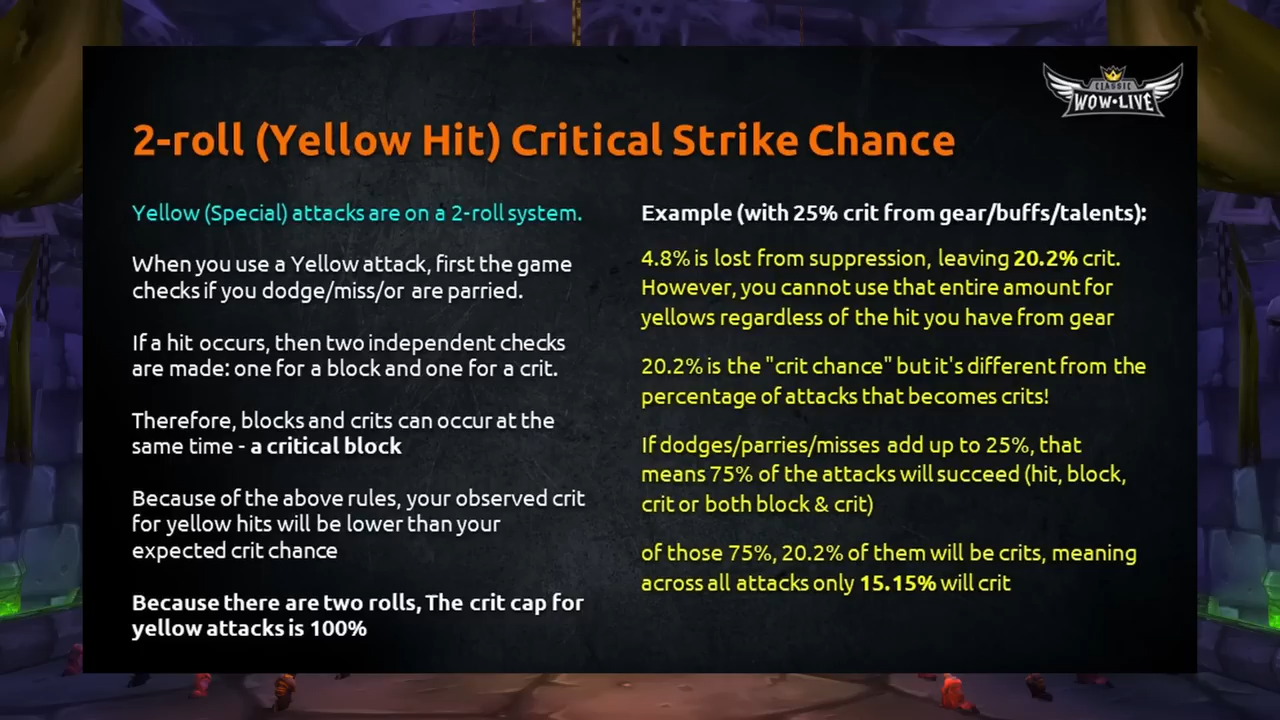 CLASSIC
WOW•LIVE
2-roll (Yellow Hit) Critical Strike Chance
Yellow (Special) attacks are on a 2-roll system.
When you use a Yellow attack, first the game
checks if you dodge/miss/or are parried.
If a hit occurs, then two independent checks
are made: one for a block and one for a crit.
Therefore, blocks and crits can occur at the
same time - a critical block
Because of the above rules, your observed crit
for yellow hits will be lower than your
expected crit chance
Because there are two rolls, The crit cap for
yellow attacks is 100%
Example (with 25% crit from gear/buffs/talents):
4.8% is lost from suppression, leaving 20.2% crit.
However, you cannot use that entire amount for
yellows regardless of the hit you have from gear
20.2% is the "crit chance" but it's different from the
percentage of attacks that becomes crits!
If dodges/parries/misses add up to 25%, that
means 75% of the attacks will succeed (hit, block,
crit or both block & crit)
of those 75%, 20.2% of them will be crits, meaning
across all attacks only 15.15% will crit